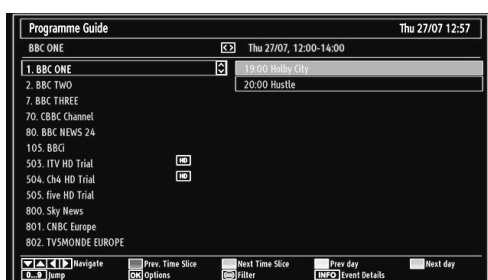 Programme Guide Thu 27/07 12:57
BBC ONE Thu 27/07, 12:00-14:00
1. BBC ONE 19:00 Holby City
2. BBC TWO 20:00 Hustle
7. BBC THREE
70. CBBC Channel
80. BBC NEWS 24
105. BBCi
503. ITV HD Trial HD
504. Ch4 HD Trial HD
505. five HD Trial
800. Sky News
801. CNBC Europe
802. TV5MONDE EUROPE
Navigate Prev. Time Slice Next Time Slice Prev day Next day
0...9 Jump OK Options Filter INFO Event Details